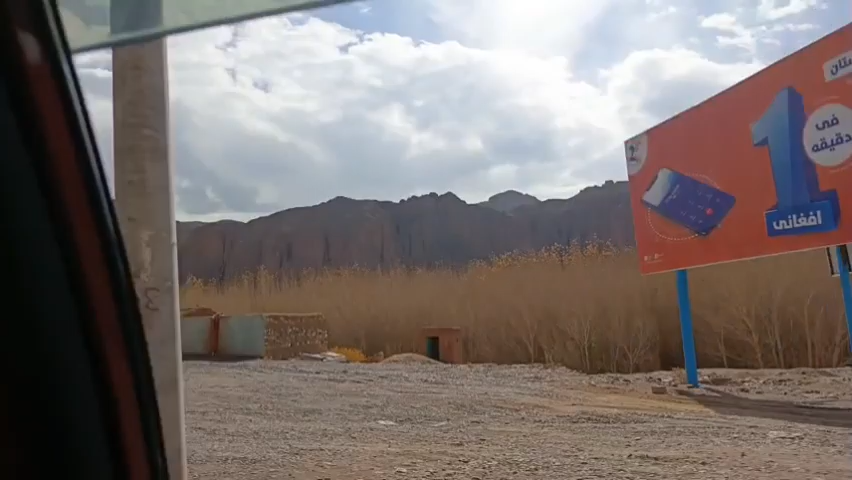 ستان
1
فی
دقیقه
افغانی